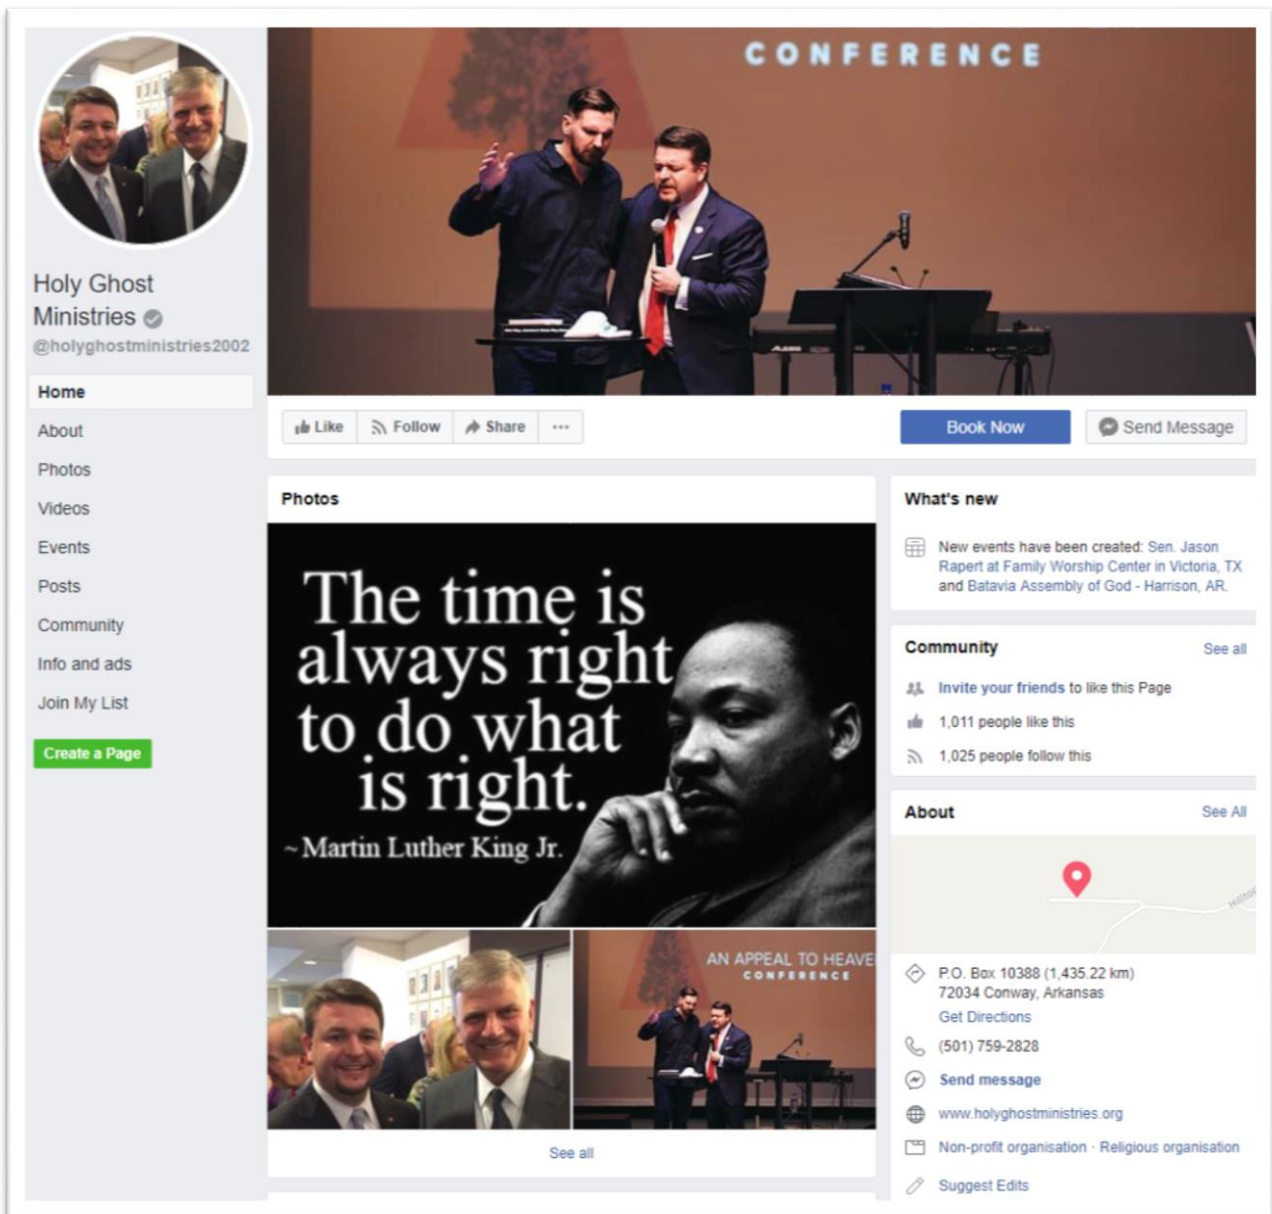 CONFERENCE
Holy Ghost
Ministries
@holyghostministries2002
Home
About
Photos
Videos
Events
Posts
Community
Info and ads
Join My List
Create a Page
Like
Follow
Share
Book Now
Send Message
Photos
The time is
always right
to do what
is right.
~Martin Luther King Jr.
AN APPEAL TO HEAVE
CONFERENCE
See all
What's new
New events have been created: Sen. Jason
Rapert at Family Worship Center in Victoria, TX
and Batavia Assembly of God - Harrison, AR.
Community
See all
Invite your friends to like this Page
1,011 people like this
1,025 people follow this
About
See All
P.O. Box 10388 (1,435.22 km)
72034 Conway, Arkansas
Get Directions
(501) 759-2828
Send message
www.holyghostministries.org
Non-profit organisation · Religious organisation
Suggest Edits